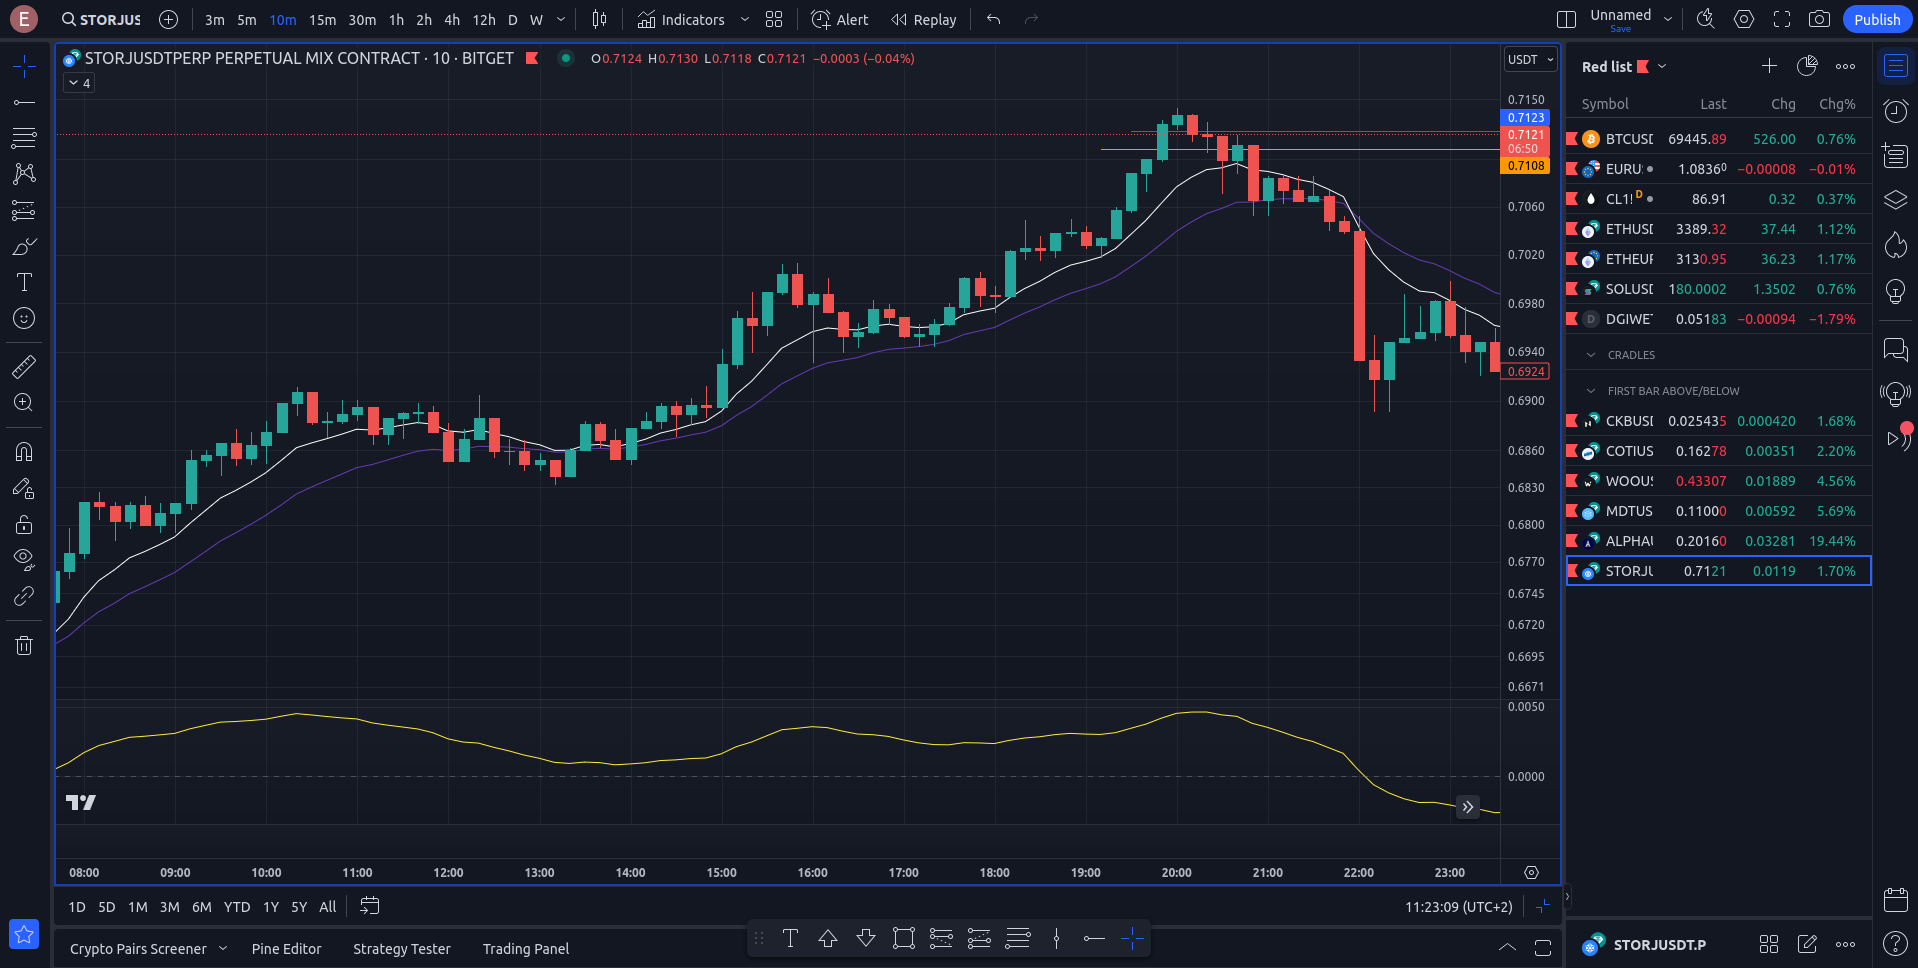 E
STORJUS
3m 5m 10m 15m 30m 1h 2h 4h 12h D W
Indicators
Alert
Replay
Unnamed
Save
Publish
STORJUSDTPERP PERPETUAL MIX CONTRACT · 10 · BITGET
O0.7124 H0.7130 L0.7118 C0.7121 −0.0003 (−0.04%)
4
USDT
0.7150
0.7123
0.7121
06:50
0.7108
0.7060
0.7020
0.6980
0.6940
0.6924
0.6900
0.6860
0.6830
0.6800
0.6770
0.6745
0.6720
0.6695
0.6671
0.0050
0.0000
08:00 09:00 10:00 11:00 12:00 13:00 14:00 15:00 16:00 17:00 18:00 19:00 20:00 21:00 22:00 23:00
1D 5D 1M 3M 6M YTD 1Y 5Y All
11:23:09 (UTC+2)
Crypto Pairs Screener Pine Editor Strategy Tester Trading Panel
Red list
Symbol Last Chg Chg%
BTCUSD 69445.89 526.00 0.76%
EURU 1.08360 −0.00008 −0.01%
CL1! D 86.91 0.32 0.37%
ETHUSD 3389.32 37.44 1.12%
ETHEUR 3130.95 36.23 1.17%
SOLUSD 180.0002 1.3502 0.76%
D DGIWET 0.05183 −0.00094 −1.79%
CRADLES
FIRST BAR ABOVE/BELOW
CKBUSD 0.025435 0.000420 1.68%
COTIUS 0.16278 0.00351 2.20%
WOOUS 0.43307 0.01889 4.56%
MDTUS 0.11000 0.00592 5.69%
ALPHAU 0.20160 0.03281 19.44%
STORJU 0.7121 0.0119 1.70%
STORJUSDT.P